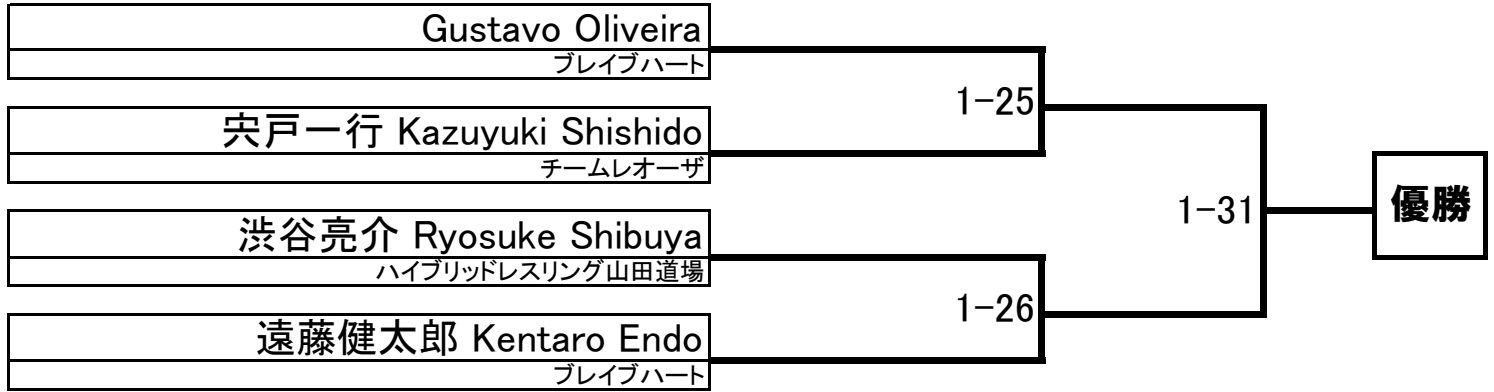 Gustavo Oliveira
ブレイブハート
宍戸一行 Kazuyuki Shishido
チームレオーザ
渋谷亮介 Ryosuke Shibuya
ハイブリッドレスリング山田道場
遠藤健太郎 Kentaro Endo
ブレイブハート
1-25
1-26
1-31
優勝